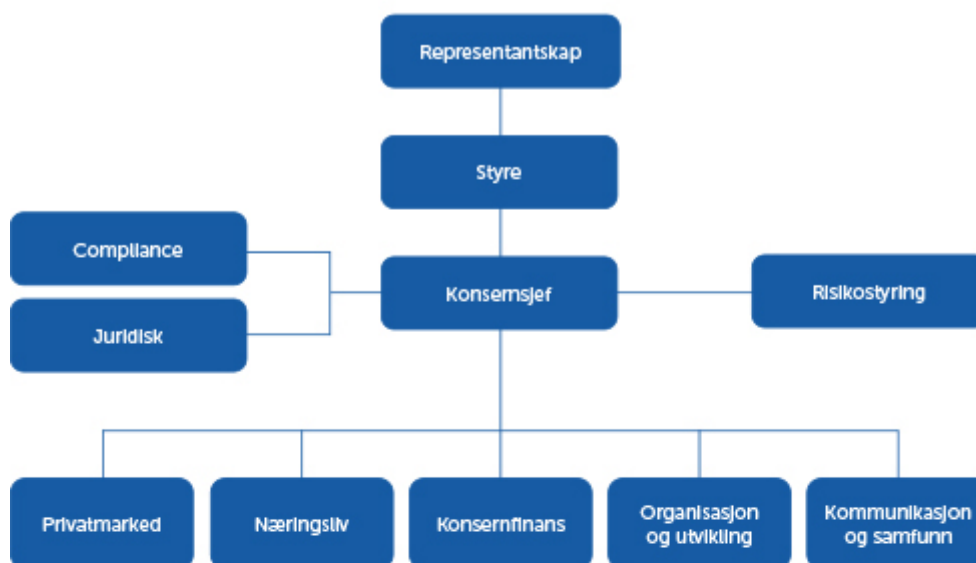 Representantskap
Styre
Compliance
Konsernsjef
Risikostyring
Juridisk
Privatmarked
Næringsliv
Konsernfinans
Organisasjon
og utvikling
Kommunikasjon
og samfunn